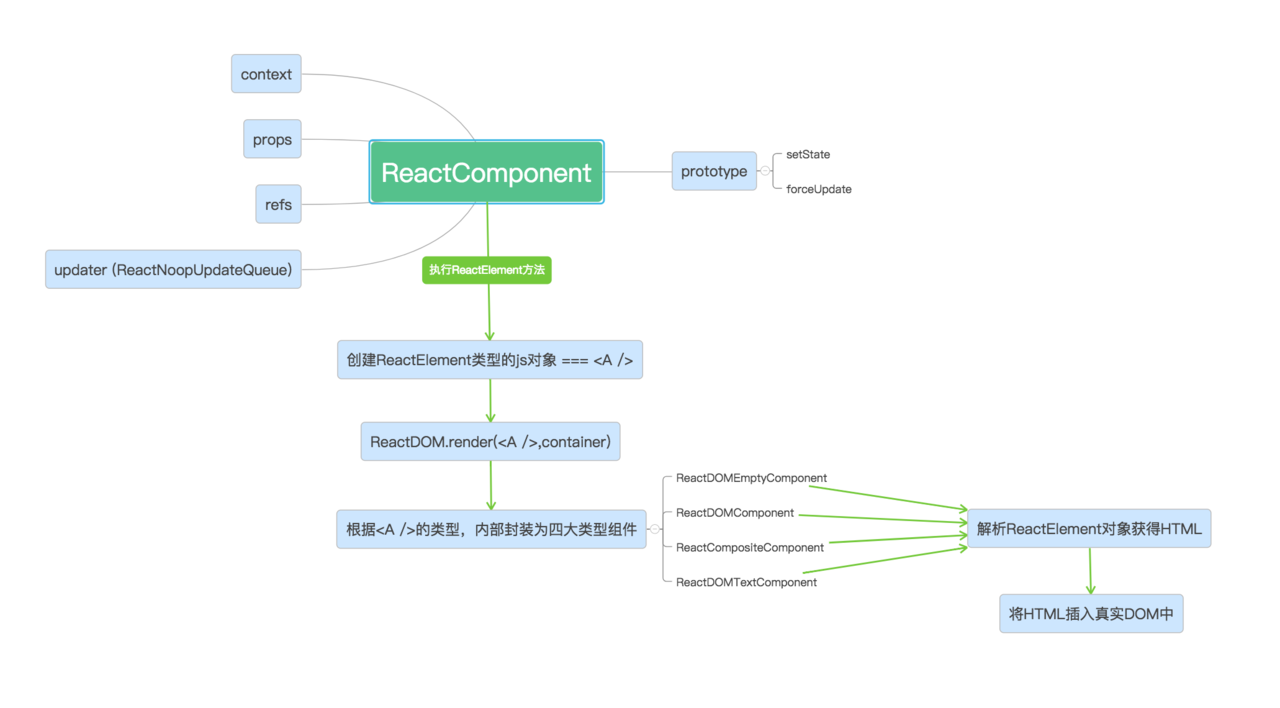 context
props
refs
updater (ReactNoopUpdateQueue)
ReactComponent
prototype
setState
forceUpdate
执行ReactElement方法
创建ReactElement类型的js对象 === <A />
ReactDOM.render(<A />,container)
根据<A />的类型，内部封装为四大类型组件
ReactDOMEmptyComponent
ReactDOMComponent
ReactCompositeComponent
ReactDOMTextComponent
解析ReactElement对象获得HTML
将HTML插入真实DOM中